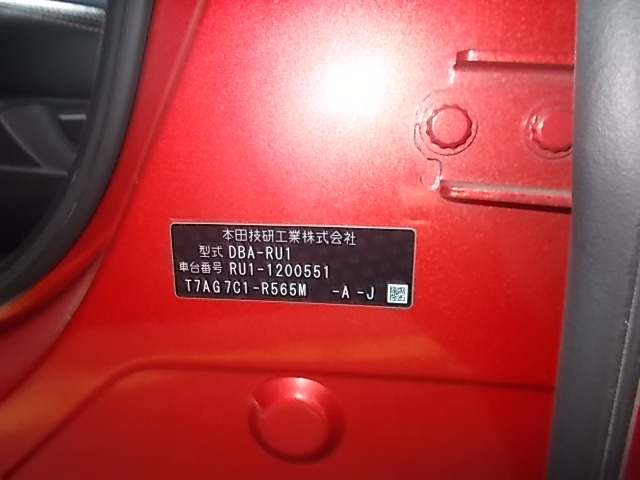 本田技研工業株式会社
型式 DBA-RU1
車台番号 RU1-1200551
T7AG7C1-R565M -A-J